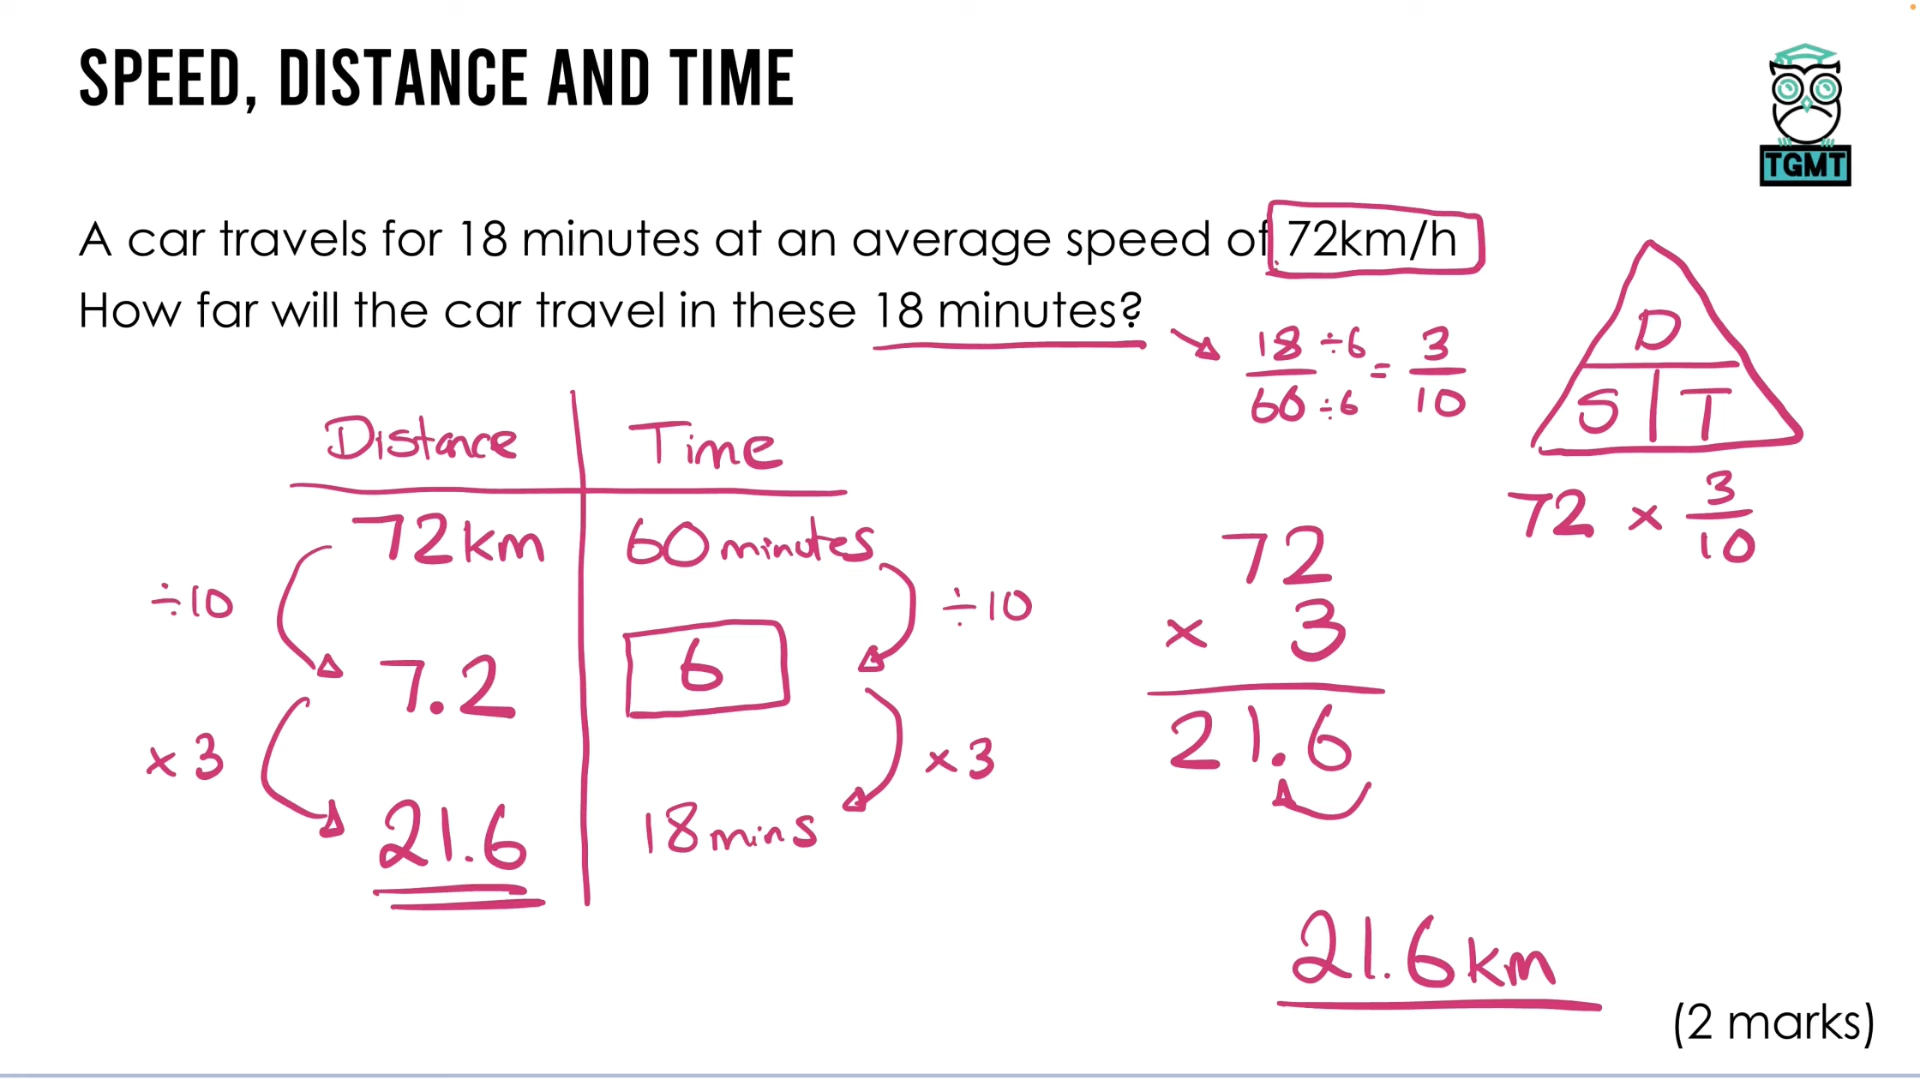 SPEED, DISTANCE AND TIME
TGMT
A car travels for 18 minutes at an average speed of 72km/h
How far will the car travel in these 18 minutes?
18 ÷6 = 3
60 ÷6 10
D
S T
Distance Time
72km 60 minutes
÷10 ÷10
7.2 6
×3 ×3
21.6 18 mins
72 × 3
10
72
× 3
21.6
21.6km
(2 marks)